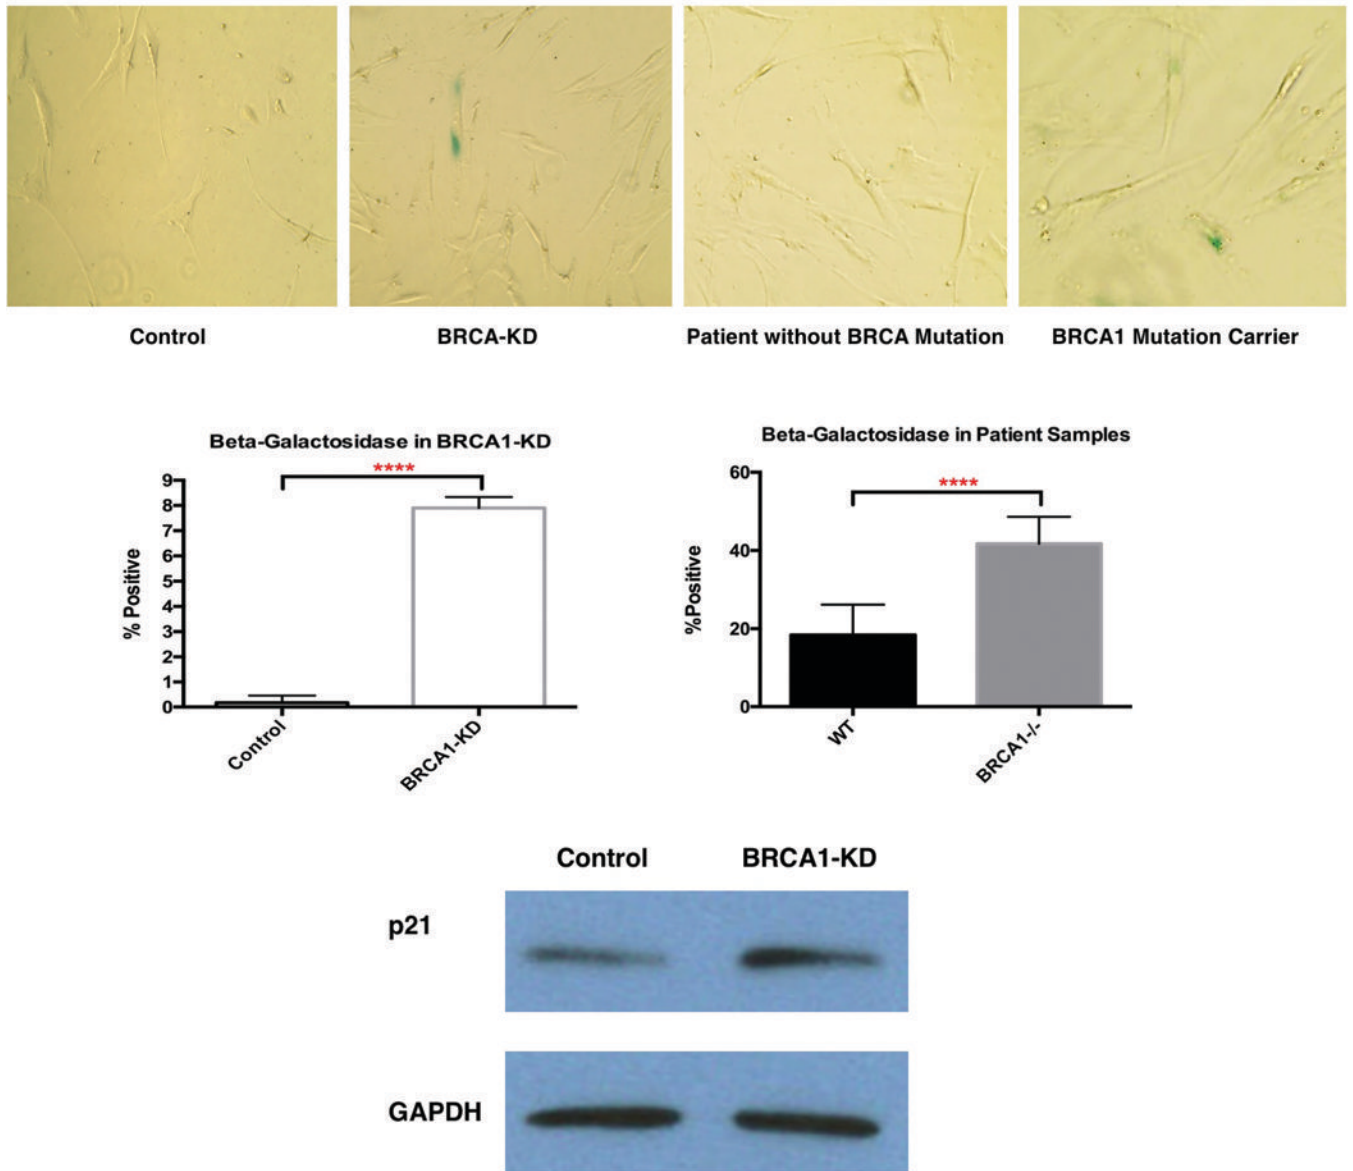 Control
BRCA-KD
Patient without BRCA Mutation
BRCA1 Mutation Carrier
Beta-Galactosidase in BRCA1-KD
****
% Positive
9
8
7
6
5
4
3
2
1
0
Control
BRCA1-KD
Beta-Galactosidase in Patient Samples
****
%Positive
60
40
20
0
WT
BRCA1-/-
Control
BRCA1-KD
p21
GAPDH